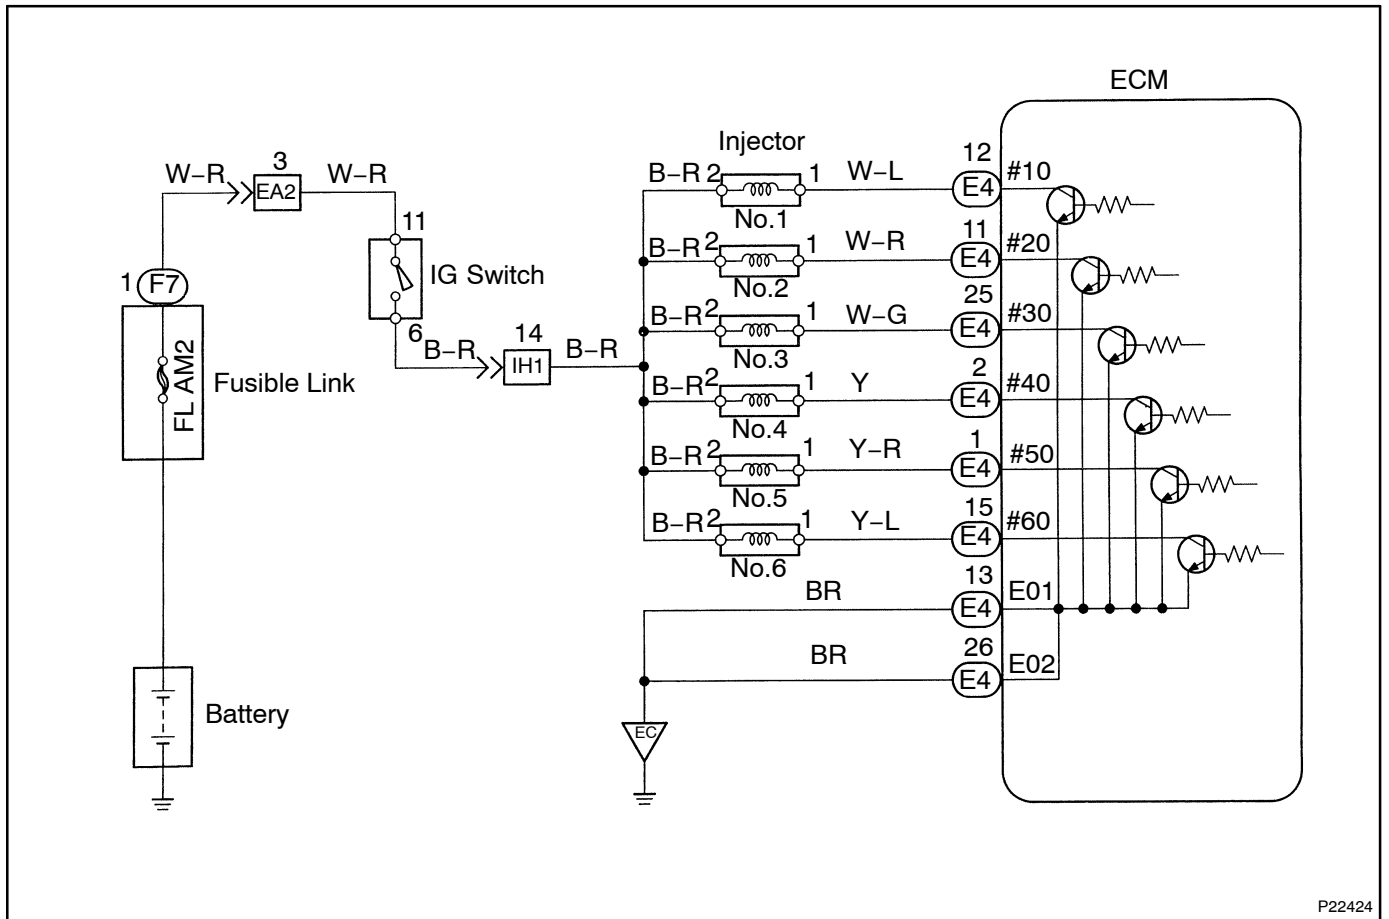 ECM
Injector
W–R
3
EA2
W–R
11
IG Switch
6
1
F7
FL AM2
Fusible Link
Battery
B–R
14
IH1
B–R
B–R
2
1
No.1
W–L
12
E4
#10
B–R
2
1
No.2
W–R
11
E4
#20
B–R
2
1
No.3
W–G
25
E4
#30
B–R
2
1
No.4
Y
2
E4
#40
B–R
2
1
No.5
Y–R
1
E4
#50
B–R
2
1
No.6
Y–L
15
E4
#60
BR
13
E4
E01
BR
26
E4
E02
EC
P22424